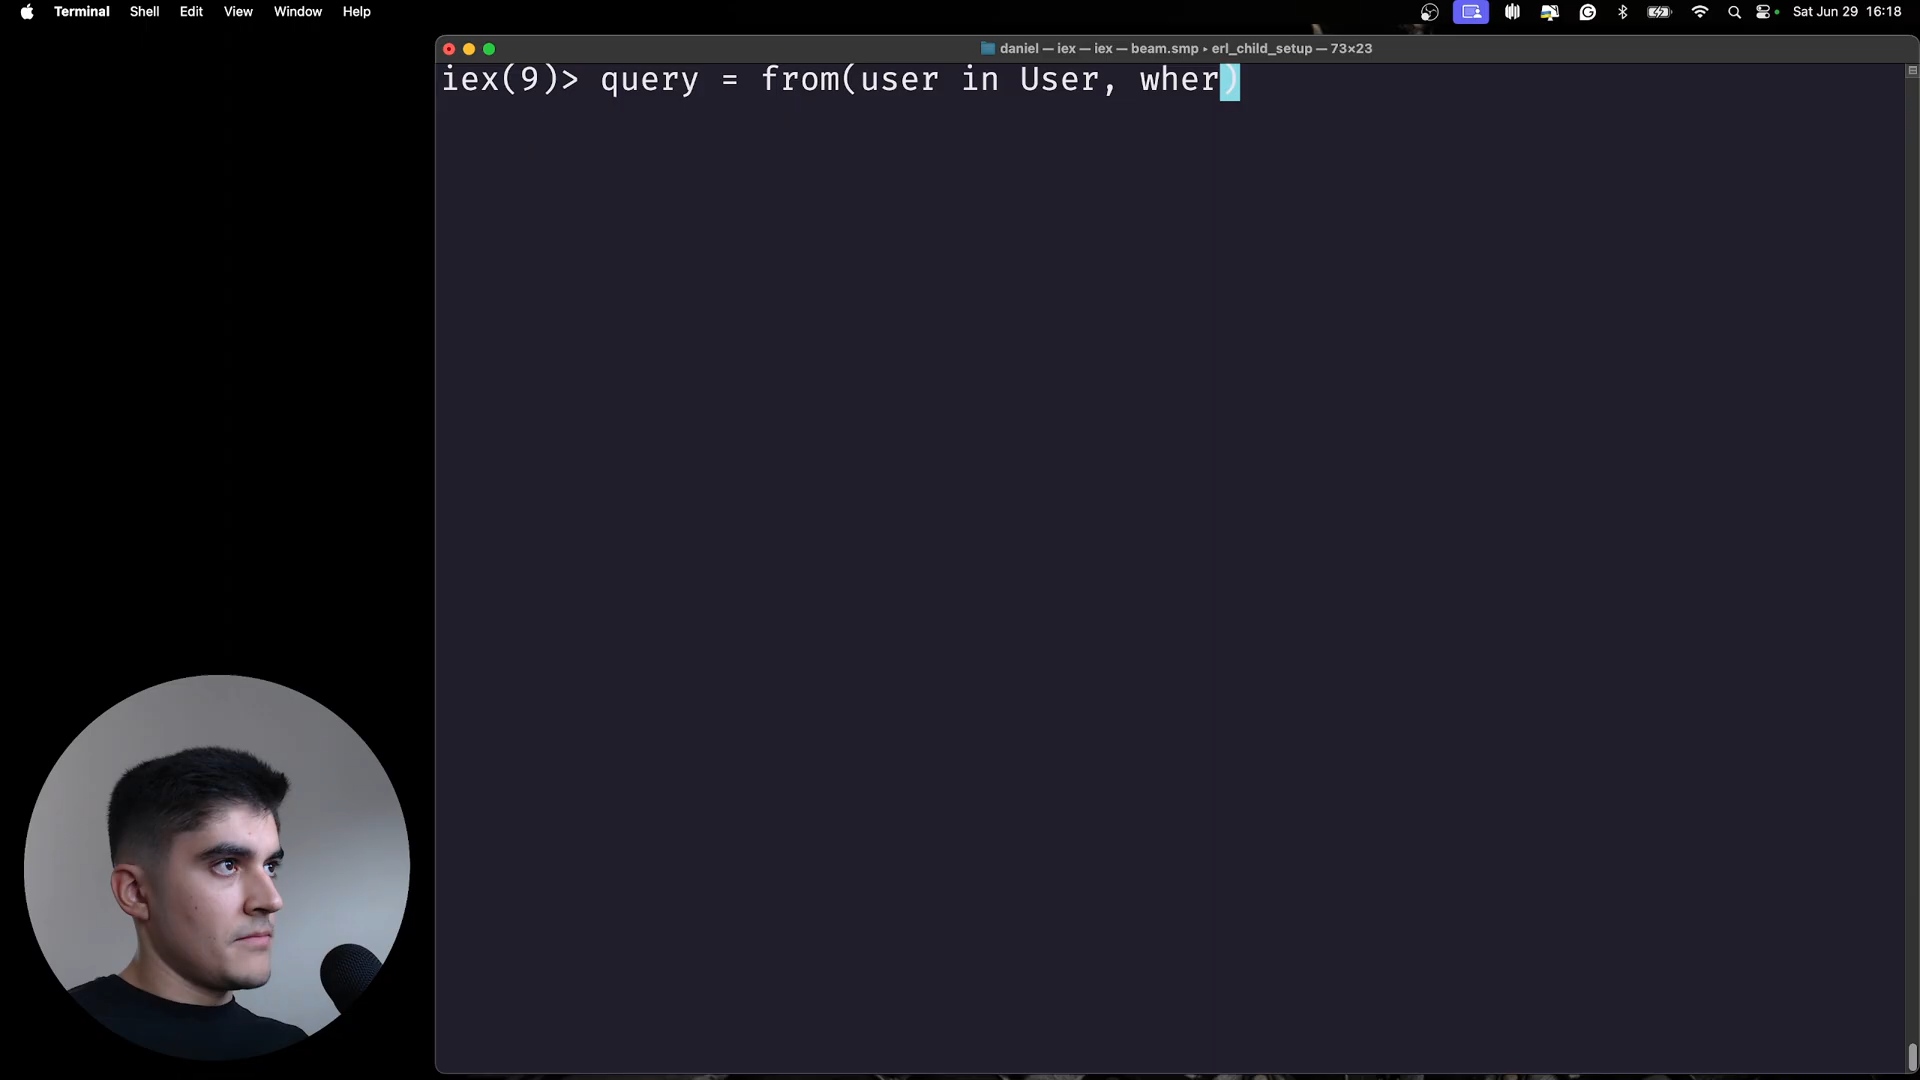 Terminal Shell Edit View Window Help Sat Jun 29 16:18
daniel — iex — iex — beam.smp ▸ erl_child_setup — 73×23
iex(9)> query = from(user in User, wher)